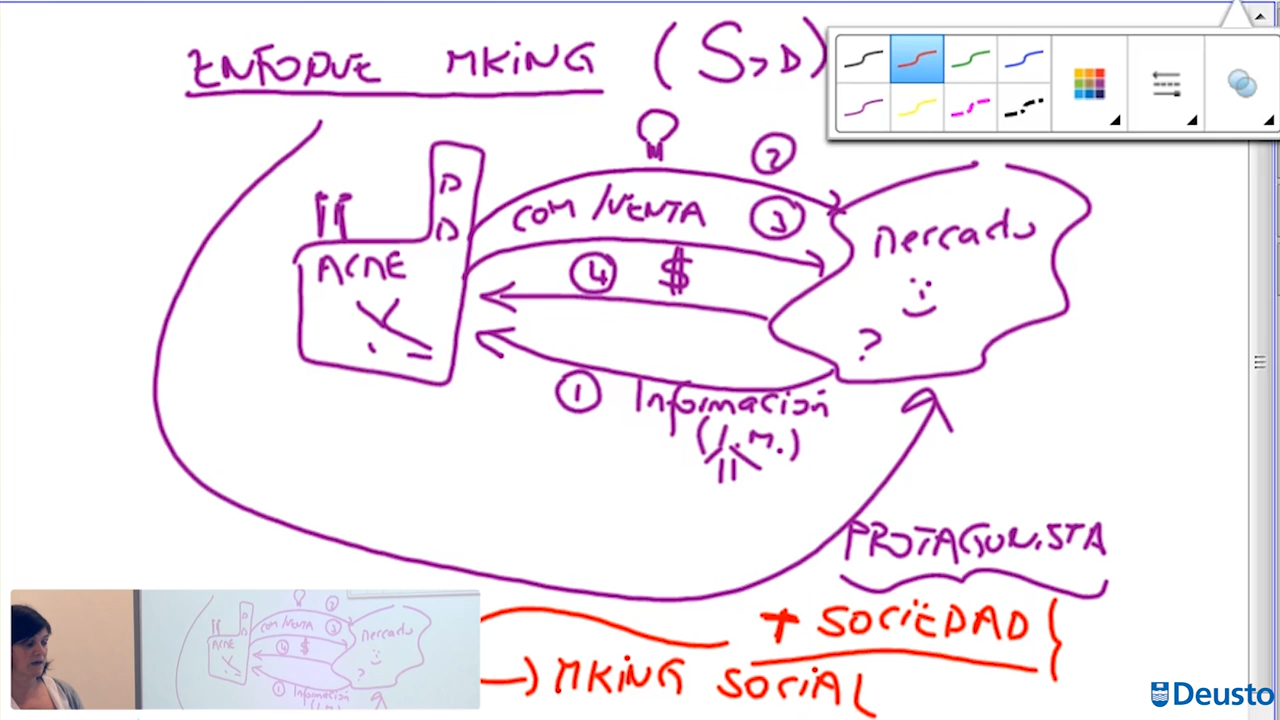 ENFOQUE MKING (S>D)
②
COM/VENTA ③
④ $
D
D
ACME
mercado
?
① Información
(I.M.)
PROTAGONISTA
+ SOCIEDAD
→ MKING SOCIAL
Deusto